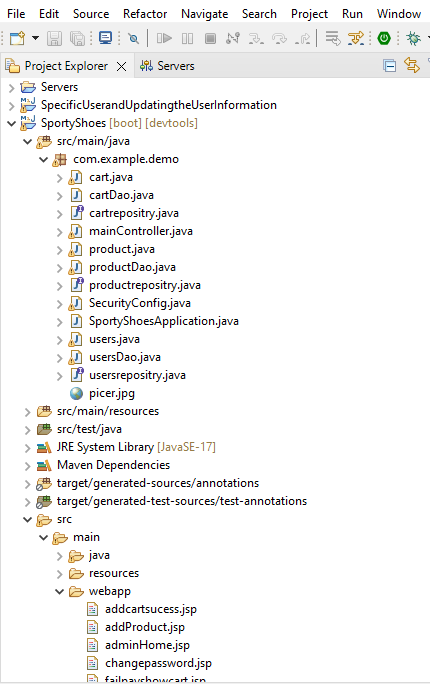 File Edit Source Refactor Navigate Search Project Run Window
Project Explorer Servers
Servers
SpecificUserandUpdatingtheUserInformation
SportyShoes [boot] [devtools]
src/main/java
com.example.demo
cart.java
cartDao.java
cartrepositry.java
mainController.java
product.java
productDao.java
productrepositry.java
SecurityConfig.java
SportyShoesApplication.java
users.java
usersDao.java
usersrepositry.java
picer.jpg
src/main/resources
src/test/java
JRE System Library [JavaSE-17]
Maven Dependencies
target/generated-sources/annotations
target/generated-test-sources/test-annotations
src
main
java
resources
webapp
addcartsucess.jsp
addProduct.jsp
adminHome.jsp
changepassword.jsp
failpayshowcart.jsp